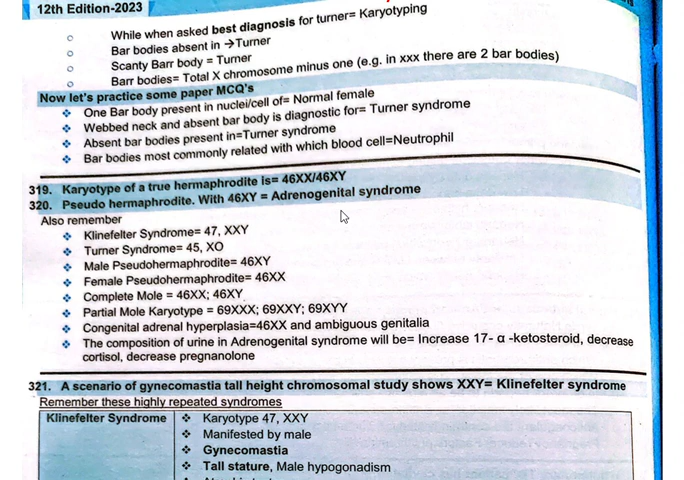 12th Edition-2023
While when asked best diagnosis for turner= Karyotyping
Bar bodies absent in →Turner
Scanty Barr body = Turner
Barr bodies= Total X chromosome minus one (e.g. in xxx there are 2 bar bodies)
Now let's practice some paper MCQ's
One Bar body present in nuclei/cell of= Normal female
Webbed neck and absent bar body is diagnostic for= Turner syndrome
Absent bar bodies present in=Turner syndrome
Bar bodies most commonly related with which blood cell=Neutrophil
319. Karyotype of a true hermaphrodite is= 46XX/46XY
320. Pseudo hermaphrodite. With 46XY = Adrenogenital syndrome
Also remember
Klinefelter Syndrome= 47, XXY
Turner Syndrome= 45, XO
Male Pseudohermaphrodite= 46XY
Female Pseudohermaphrodite= 46XX
Complete Mole = 46XX; 46XY
Partial Mole Karyotype = 69XXX; 69XXY; 69XYY
Congenital adrenal hyperplasia=46XX and ambiguous genitalia
The composition of urine in Adrenogenital syndrome will be= Increase 17- α -ketosteroid, decrease
cortisol, decrease pregnanolone
321. A scenario of gynecomastia tall height chromosomal study shows XXY= Klinefelter syndrome
Remember these highly repeated syndromes
Klinefelter Syndrome
Karyotype 47, XXY
Manifested by male
Gynecomastia
Tall stature, Male hypogonadism